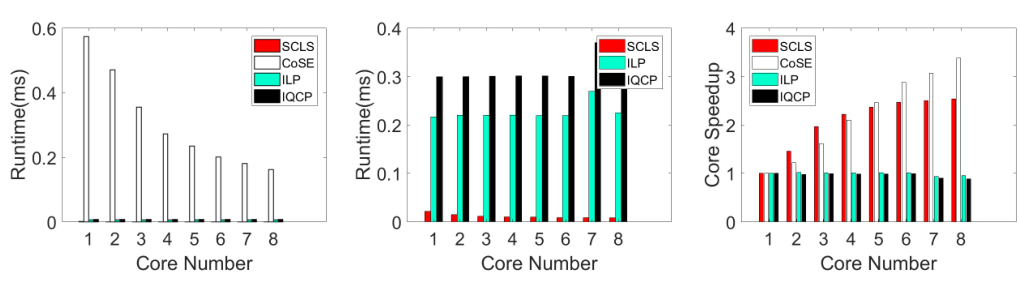 0.6
0.4
0.2
0
Runtime(ms)
1 2 3 4 5 6 7 8
Core Number
SCLS
CoSE
ILP
IQCP
0.4
0.3
0.2
0.1
0
Runtime(ms)
1 2 3 4 5 6 7 8
Core Number
SCLS
ILP
IQCP
4
3
2
1
0
Core Speedup
1 2 3 4 5 6 7 8
Core Number
SCLS
CoSE
ILP
IQCP